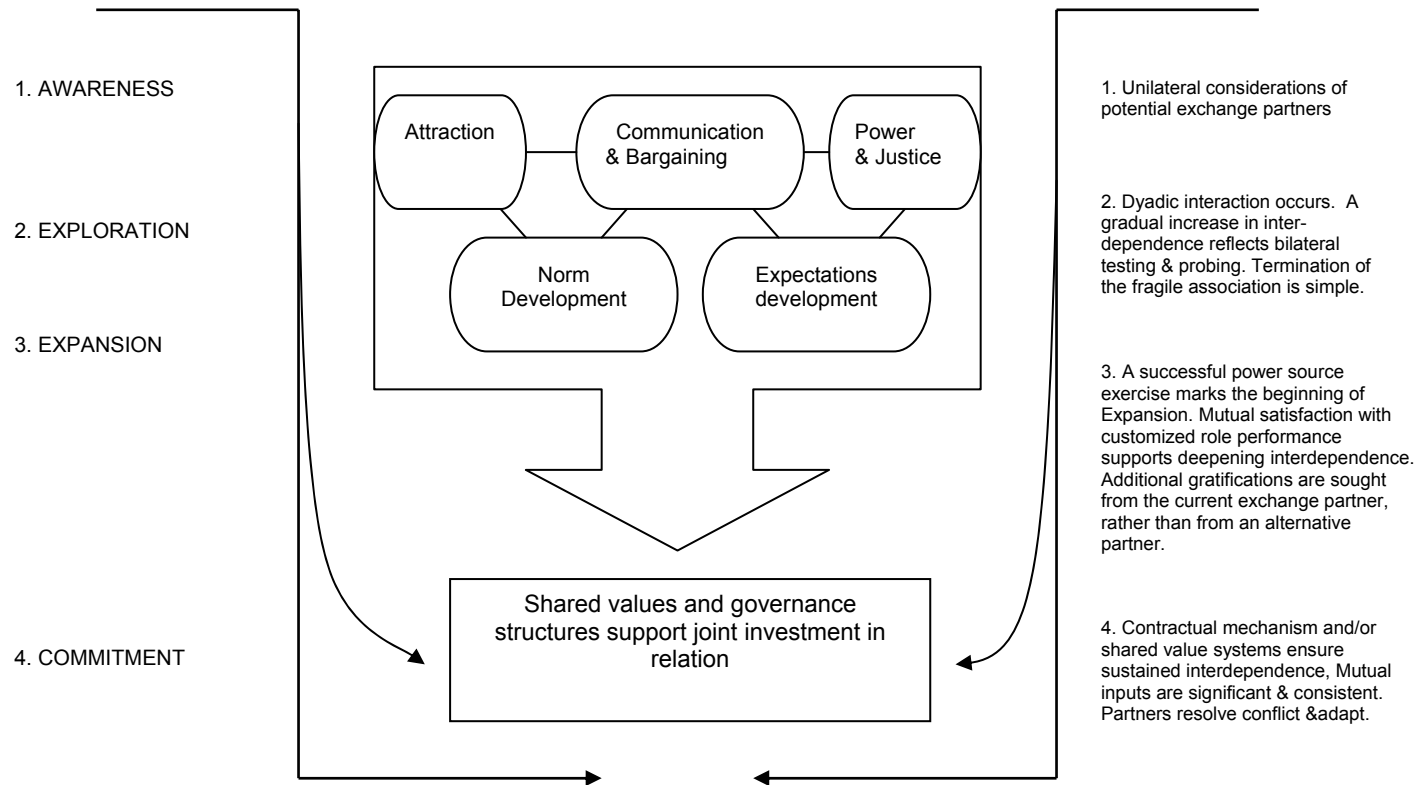 1. AWARENESS
2. EXPLORATION
3. EXPANSION
4. COMMITMENT
Attraction
Communication
& Bargaining
Power
& Justice
Norm
Development
Expectations
development
Shared values and governance
structures support joint investment in
relation
1. Unilateral considerations of
potential exchange partners
2. Dyadic interaction occurs.  A
gradual increase in inter-
dependence reflects bilateral
testing & probing. Termination of
the fragile association is simple.
3. A successful power source
exercise marks the beginning of
Expansion. Mutual satisfaction with
customized role performance
supports deepening interdependence.
Additional gratifications are sought
from the current exchange partner,
rather than from an alternative
partner.
4. Contractual mechanism and/or
shared value systems ensure
sustained interdependence, Mutual
inputs are significant & consistent.
Partners resolve conflict &adapt.